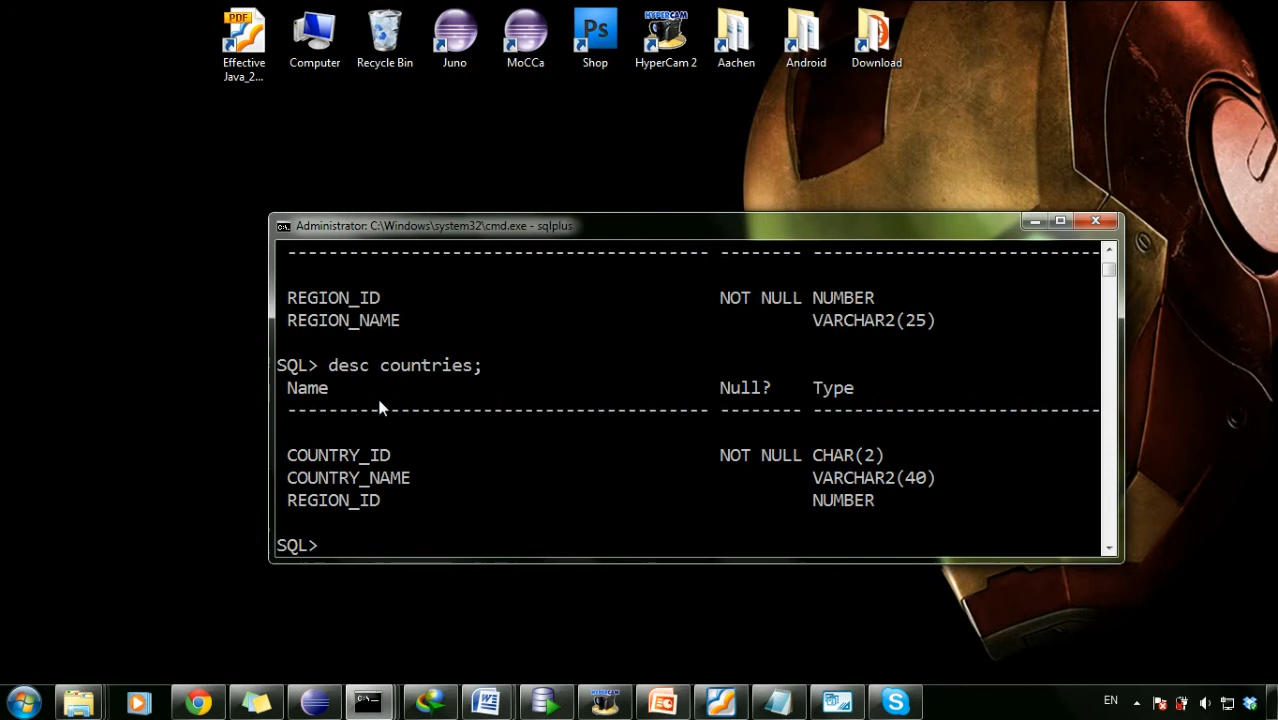 PDF
HYPERCAM
Ps
Effective Java_2...
Computer
Recycle Bin
Juno
MoCCa
Shop
HyperCam 2
Aachen
Android
Download
Administrator: C:\Windows\system32\cmd.exe - sqlplus
----------------------------------------- -------- ----------------------------
REGION_ID NOT NULL NUMBER
REGION_NAME VARCHAR2(25)
SQL> desc countries;
Name Null? Type
----------------------------------------- -------- ----------------------------
COUNTRY_ID NOT NULL CHAR(2)
COUNTRY_NAME VARCHAR2(40)
REGION_ID NUMBER
SQL>
EN